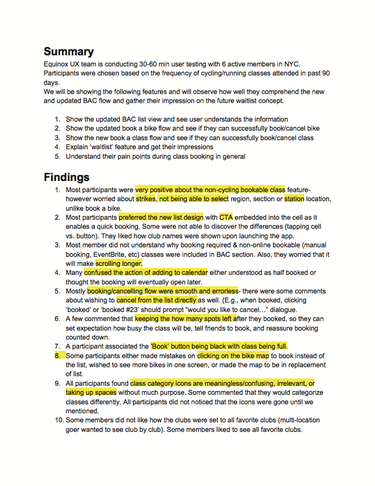 Summary
Equinox UX team is conducting 30-60 min user testing with 6 active members in NYC.
Participants were chosen based on the frequency of cycling/running classes attended in past 90
days.
We will be showing the following features and will observe how well they comprehend the new
and updated BAC flow and gather their impression on the future waitlist concept.
1. Show the updated BAC list view and see user understands the information
2. Show the updated book a bike flow and see if they can successfully book/cancel bike
3. Show the new book a class flow and see if they can successfully book/cancel class
4. Explain ‘waitlist’ feature and get their impressions
5. Understand their pain points during class booking in general
Findings
1. Most participants were very positive about the non-cycling bookable class feature-
however worried about strikes, not being able to select region, section or station location,
unlike book a bike.
2. Most participants preferred the new list design with CTA embedded into the cell as it
enables a quick booking. Some were not able to discover the differences (tapping cell
vs. button). They liked how club names were shown upon launching the app.
3. Most member did not understand why booking required & non-online bookable (manual
booking, EventBrite, etc) classes were included in BAC section. Also, they worried that it
will make scrolling longer.
4. Many confused the action of adding to calendar either understood as half booked or
thought the booking will eventually open later.
5. Mostly booking/cancelling flow were smooth and errorless- there were some comments
about wishing to cancel from the list directly as well. (E.g., when booked, clicking
‘booked’ or ‘booked #23’ should prompt “would you like to cancel…” dialogue.
6. A few commented that keeping the how many spots left after they booked, so they can
set expectation how busy the class will be, tell friends to book, and reassure booking
counted down.
7. A participant associated the ‘Book’ button being black with class being full.
8. Some participants either made mistakes on clicking on the bike map to book instead of
the list, wished to see more bikes in one screen, or made the map to be in replacement
of list.
9. All participants found class category icons are meaningless/confusing, irrelevant, or
taking up spaces without much purpose. Some commented that they would categorize
classes differently. All participants did not noticed that the icons were gone until we
mentioned.
10. Some members did not like how the clubs were set to all favorite clubs (multi-location
goer wanted to see club by club). Some members liked to see all favorite clubs.